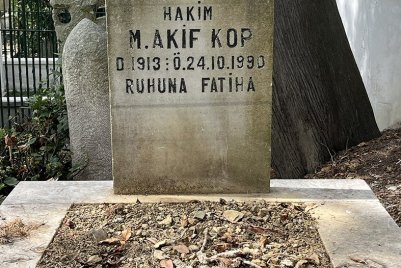 HAKİM
M. AKİF KOP
D 1913 : Ö. 24.10.1990
RUHUNA FATİHA